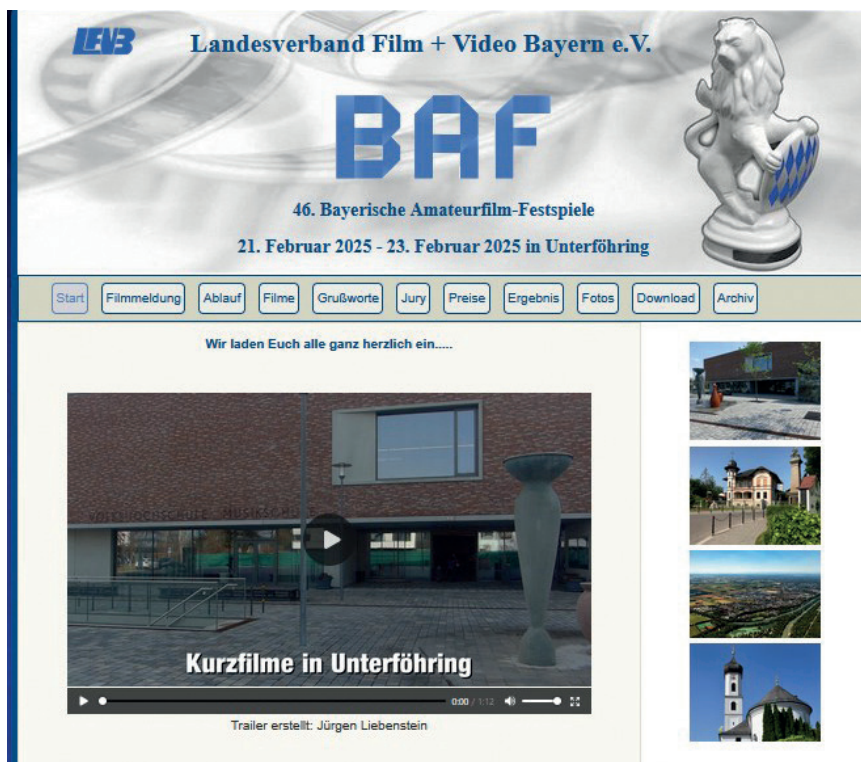 LFVB
Landesverband Film + Video Bayern e.V.
BAF
46. Bayerische Amateurfilm-Festspiele
21. Februar 2025 - 23. Februar 2025 in Unterföhring
Start Filmmeldung Ablauf Filme Grußworte Jury Preise Ergebnis Fotos Download Archiv
Wir laden Euch alle ganz herzlich ein.....
VOLKSHOCHSCHULE MUSIKSCHULE
Kurzfilme in Unterföhring
0:00 / 1:12
Trailer erstellt: Jürgen Liebenstein